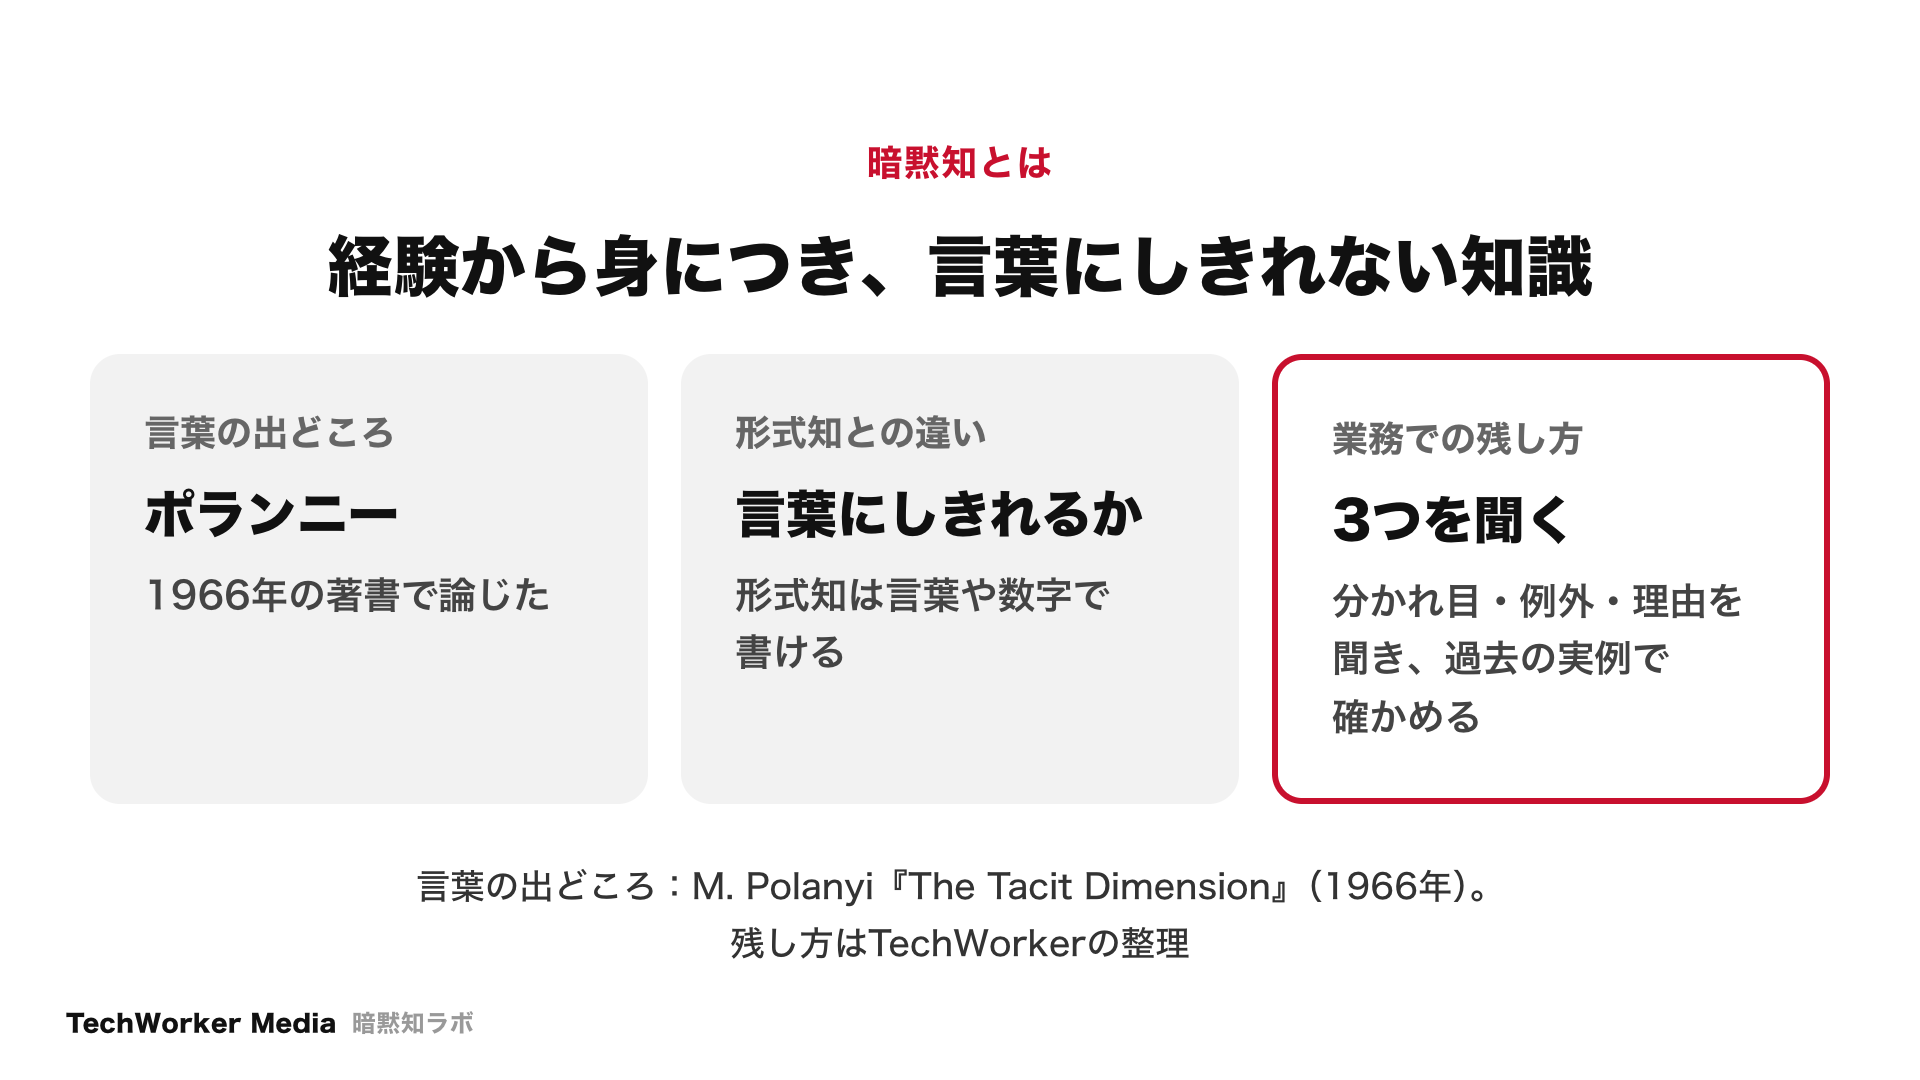 暗黙知とは
経験から身につき、言葉にしきれない知識
言葉の出どころ
ポランニー
1966年の著書で論じた
形式知との違い
言葉にしきれるか
形式知は言葉や数字で
書ける
業務での残し方
3つを聞く
分かれ目・例外・理由を
聞き、過去の実例で
確かめる
言葉の出どころ：M. Polanyi『The Tacit Dimension』（1966年）。
残し方はTechWorkerの整理
TechWorker Media 暗黙知ラボ